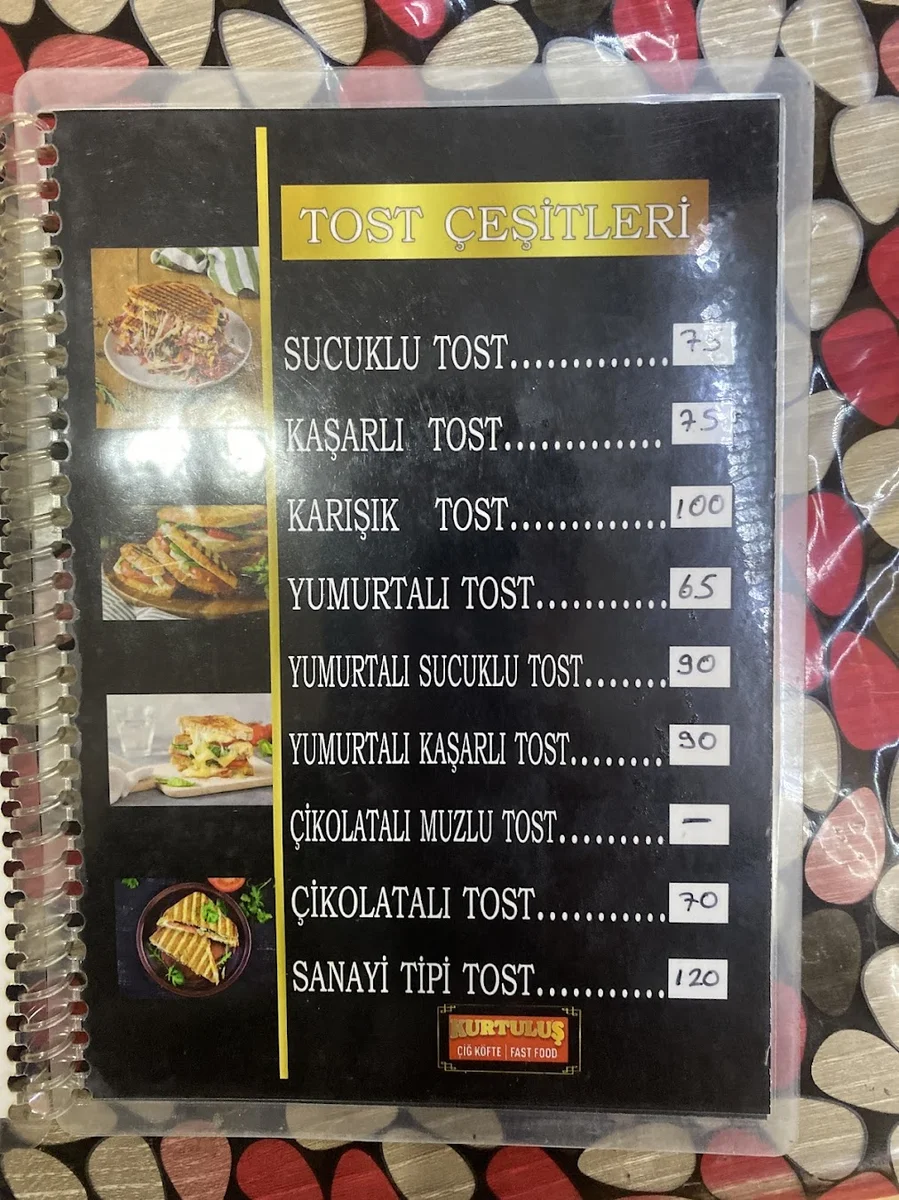 TOST ÇEŞİTLERİ
SUCUKLU TOST............. 75
KAŞARLI TOST............. 75
KARIŞIK TOST............. 100
YUMURTALI TOST........... 65
YUMURTALI SUCUKLU TOST....... 90
YUMURTALI KAŞARLI TOST........ 90
ÇİKOLATALI MUZLU TOST......... -
ÇİKOLATALI TOST........... 70
SANAYİ TİPİ TOST........... 120
KURTULUŞ
ÇİĞ KÖFTE | FAST FOOD